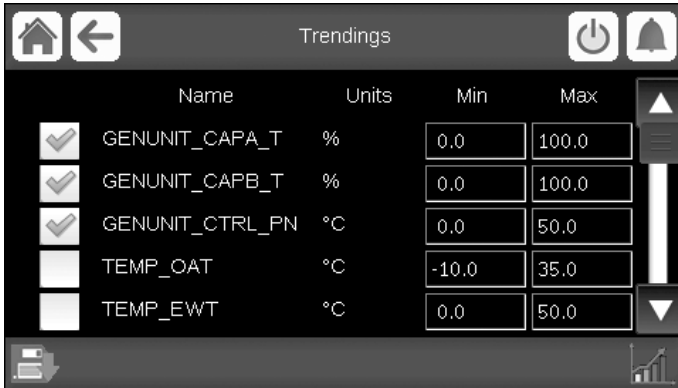 Trendings
Name Units Min Max
GENUNIT_CAPA_T % 0.0 100.0
GENUNIT_CAPB_T % 0.0 100.0
GENUNIT_CTRL_PN °C 0.0 50.0
TEMP_OAT °C -10.0 35.0
TEMP_EWT °C 0.0 50.0